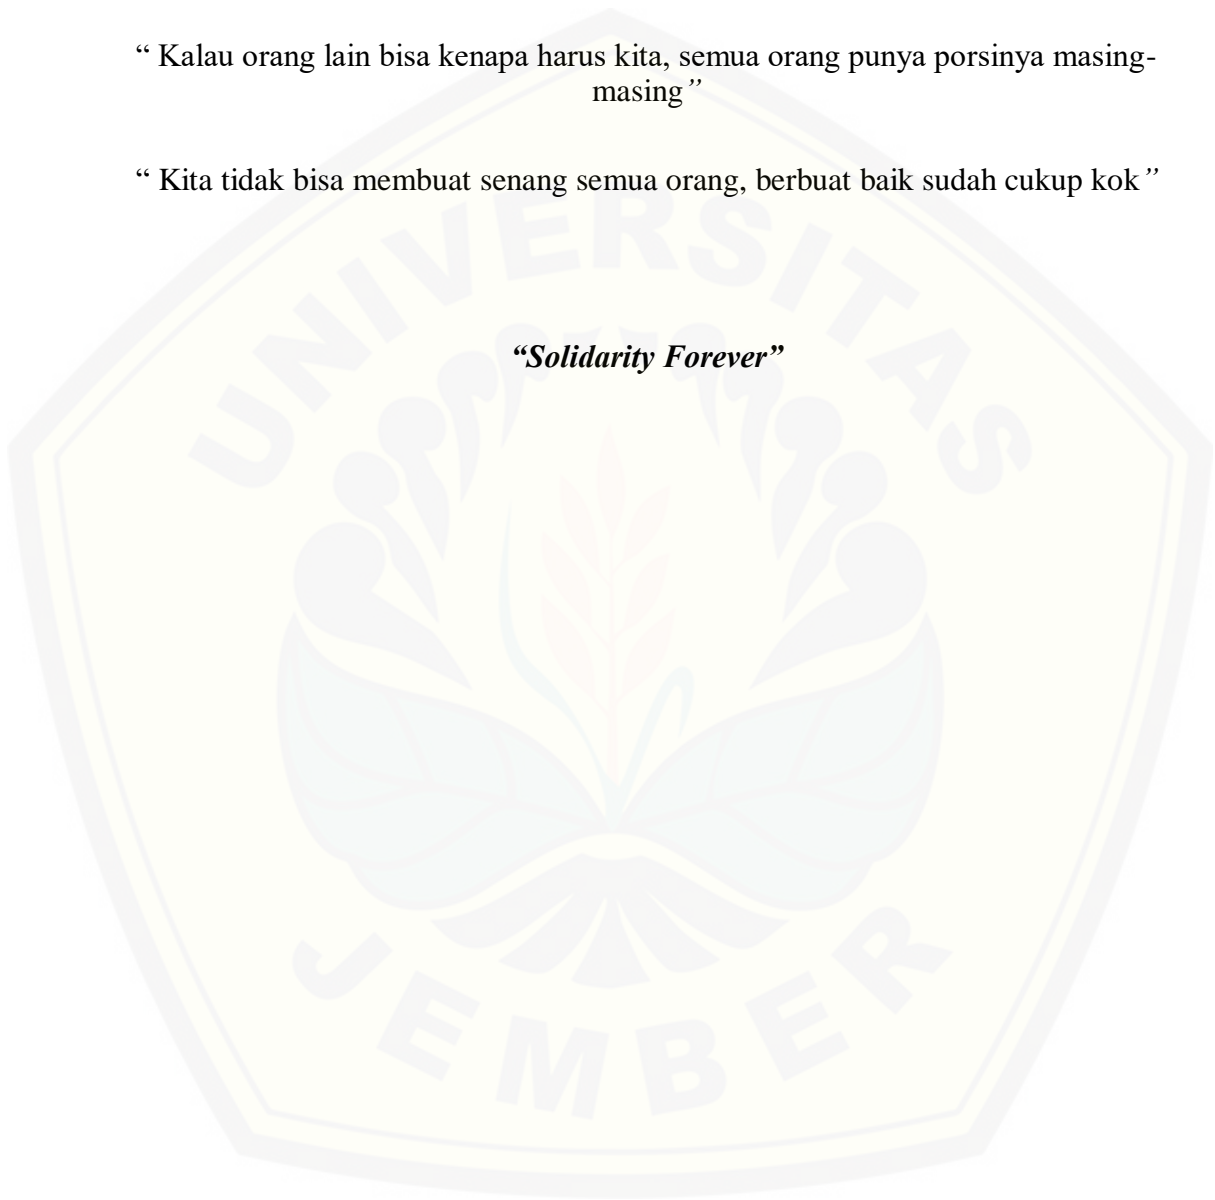 “ Kalau orang lain bisa kenapa harus kita, semua orang punya porsinya masing-
masing”
“ Kita tidak bisa membuat senang semua orang, berbuat baik sudah cukup kok”
“Solidarity Forever”
UNIVERSITAS
JEMBER